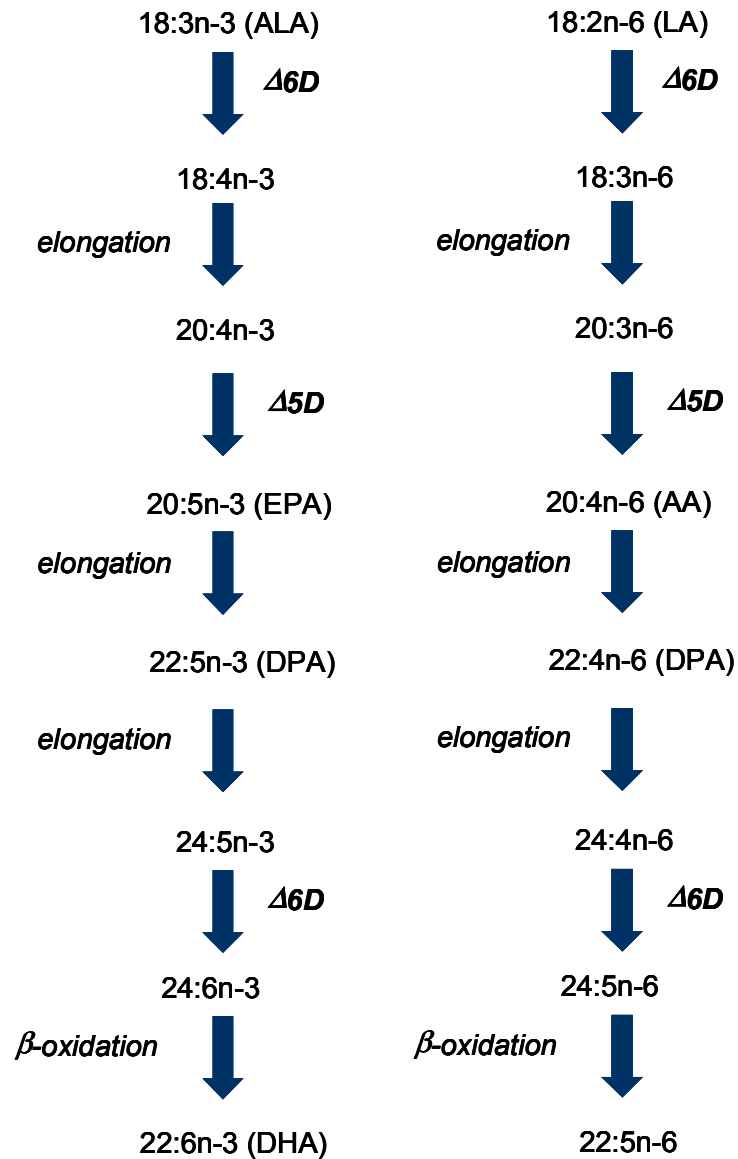 18:3n-3 (ALA) 18:2n-6 (LA)
Δ6D Δ6D
18:4n-3 18:3n-6
elongation elongation
20:4n-3 20:3n-6
Δ5D Δ5D
20:5n-3 (EPA) 20:4n-6 (AA)
elongation elongation
22:5n-3 (DPA) 22:4n-6 (DPA)
elongation elongation
24:5n-3 24:4n-6
Δ6D Δ6D
24:6n-3 24:5n-6
β-oxidation β-oxidation
22:6n-3 (DHA) 22:5n-6